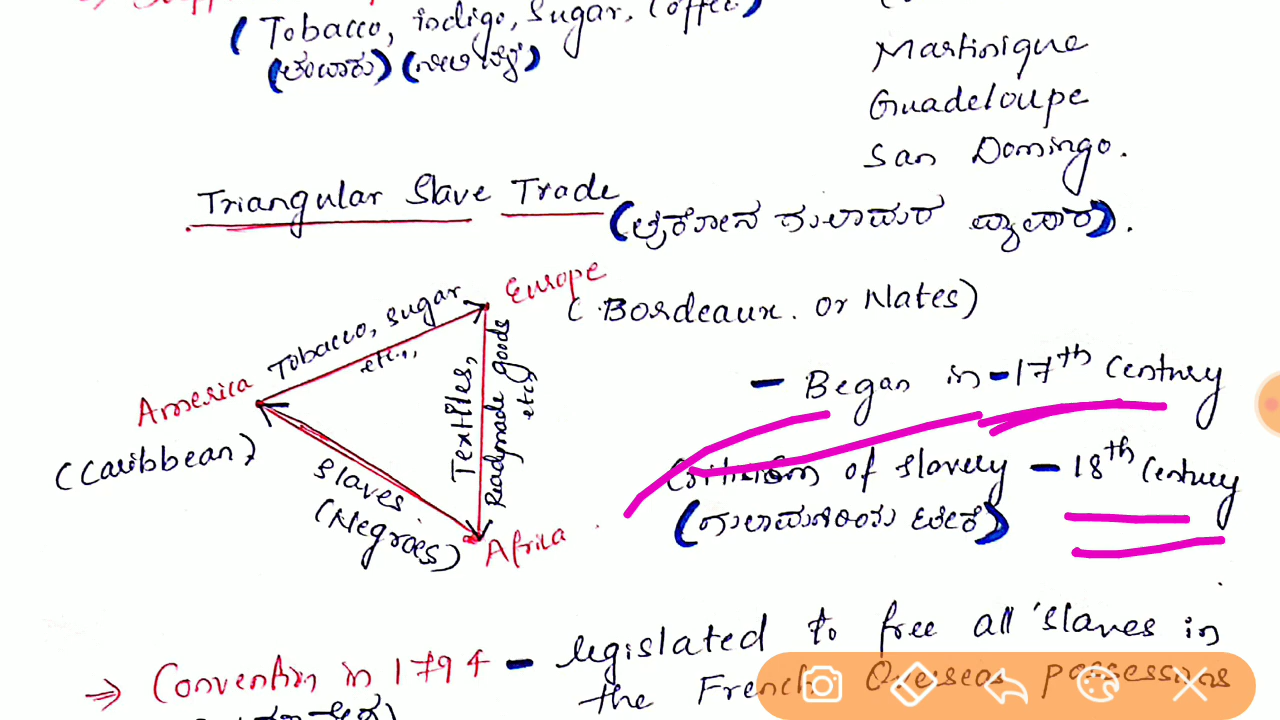 ( Tobacco, indigo, Sugar, Coffee)
(ತಂಬಾಕು) (ನೀಲಿ ಬೆಳೆ)
Martinique
Guadeloupe
San Domingo.
Triangular Slave Trade
(ತ್ರಿಕೋನ ಗುಲಾಮರ ವ್ಯಾಪಾರ).
Europe
( Bordeaux. or Nates)
Tobacco, sugar
etc.,
Textiles,
Readymade goods
etc,
America
(Caribbean)
Slaves
(Negroes)
Africa
- Began in - 17th Century
of slavery - 18th Century
(ಗುಲಾಮಗಿರಿಯ ಟೀಕೆ)
⇒ Convention in 1794 - legislated to free all slaves in
the French Overseas possessions